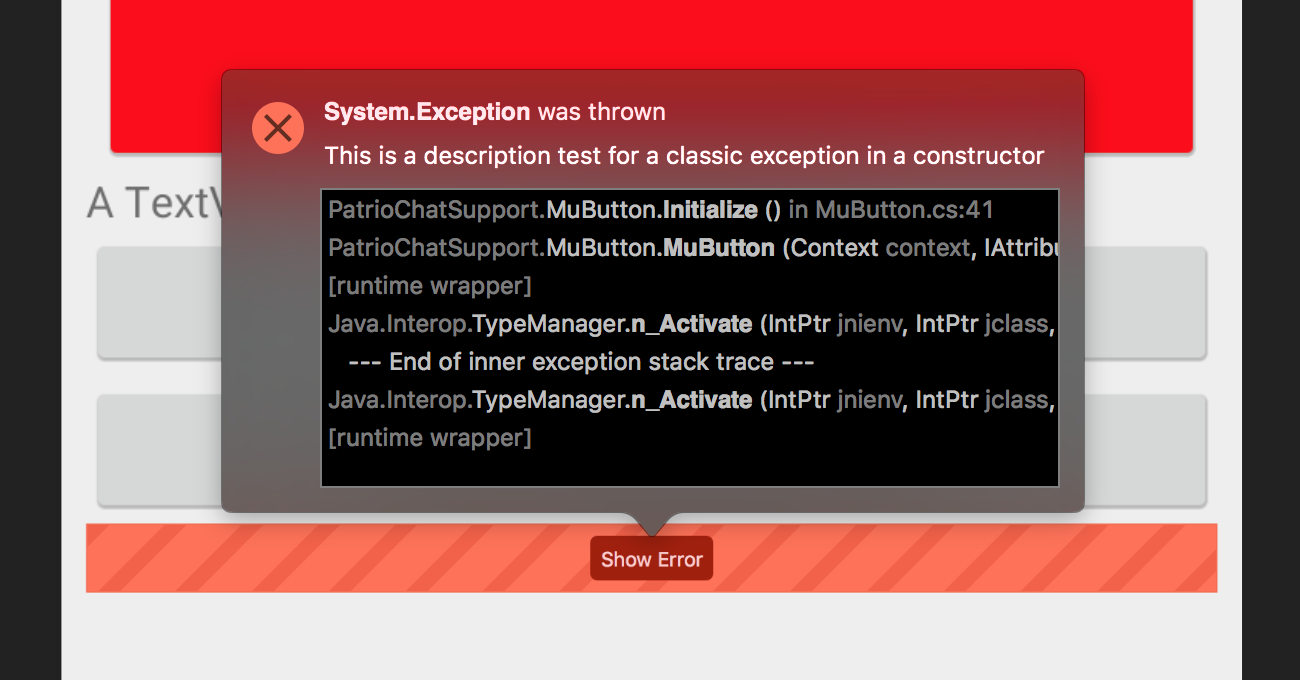 System.Exception was thrown
This is a description test for a classic exception in a constructor
A Text
PatrioChatSupport.MuButton.Initialize () in MuButton.cs:41
PatrioChatSupport.MuButton.MuButton (Context context, IAttribu
[runtime wrapper]
Java.Interop.TypeManager.n_Activate (IntPtr jnienv, IntPtr jclass,
--- End of inner exception stack trace ---
Java.Interop.TypeManager.n_Activate (IntPtr jnienv, IntPtr jclass,
[runtime wrapper]
Show Error